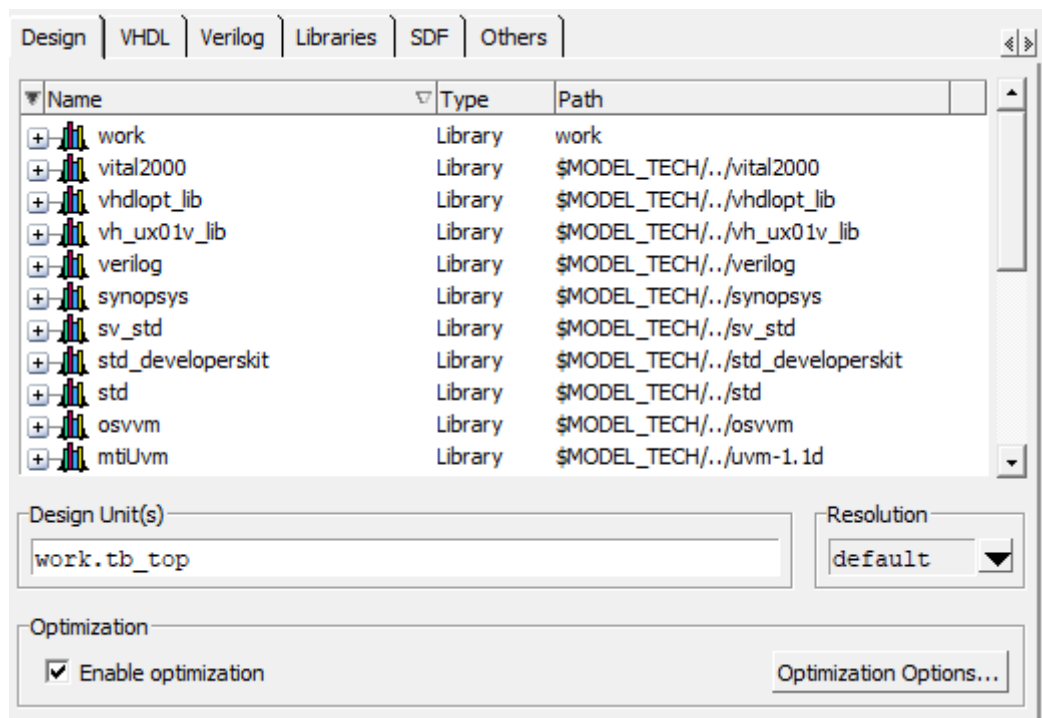 Design VHDL Verilog Libraries SDF Others
Name Type Path
work Library work
vital2000 Library $MODEL_TECH/../vital2000
vhdlopt_lib Library $MODEL_TECH/../vhdlopt_lib
vh_ux01v_lib Library $MODEL_TECH/../vh_ux01v_lib
verilog Library $MODEL_TECH/../verilog
synopsys Library $MODEL_TECH/../synopsys
sv_std Library $MODEL_TECH/../sv_std
std_developerskit Library $MODEL_TECH/../std_developerskit
std Library $MODEL_TECH/../std
osvvm Library $MODEL_TECH/../osvvm
mtiUvm Library $MODEL_TECH/../uvm-1.1d
Design Unit(s) Resolution
work.tb_top default
Optimization
Enable optimization Optimization Options...